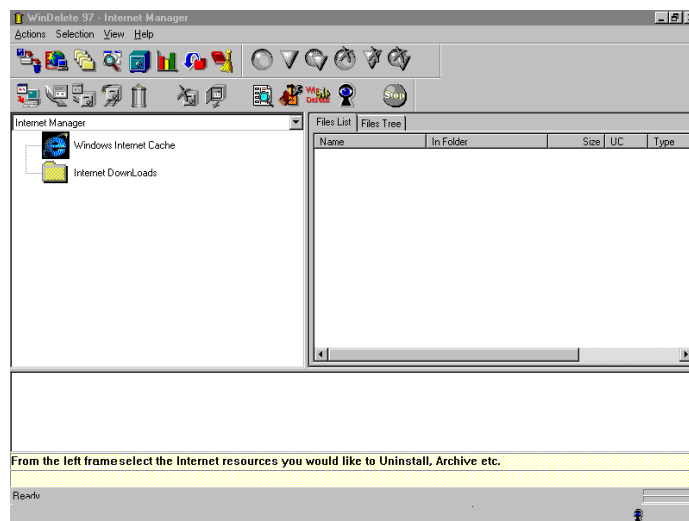 WinDelete 97 - Internet Manager
Actions Selection View Help
Stop
Internet Manager
Files List Files Tree
Name In Folder Size UC Type
Windows Internet Cache
Internet DownLoads
From the left frame select the Internet resources you would like to Uninstall, Archive etc.
Ready